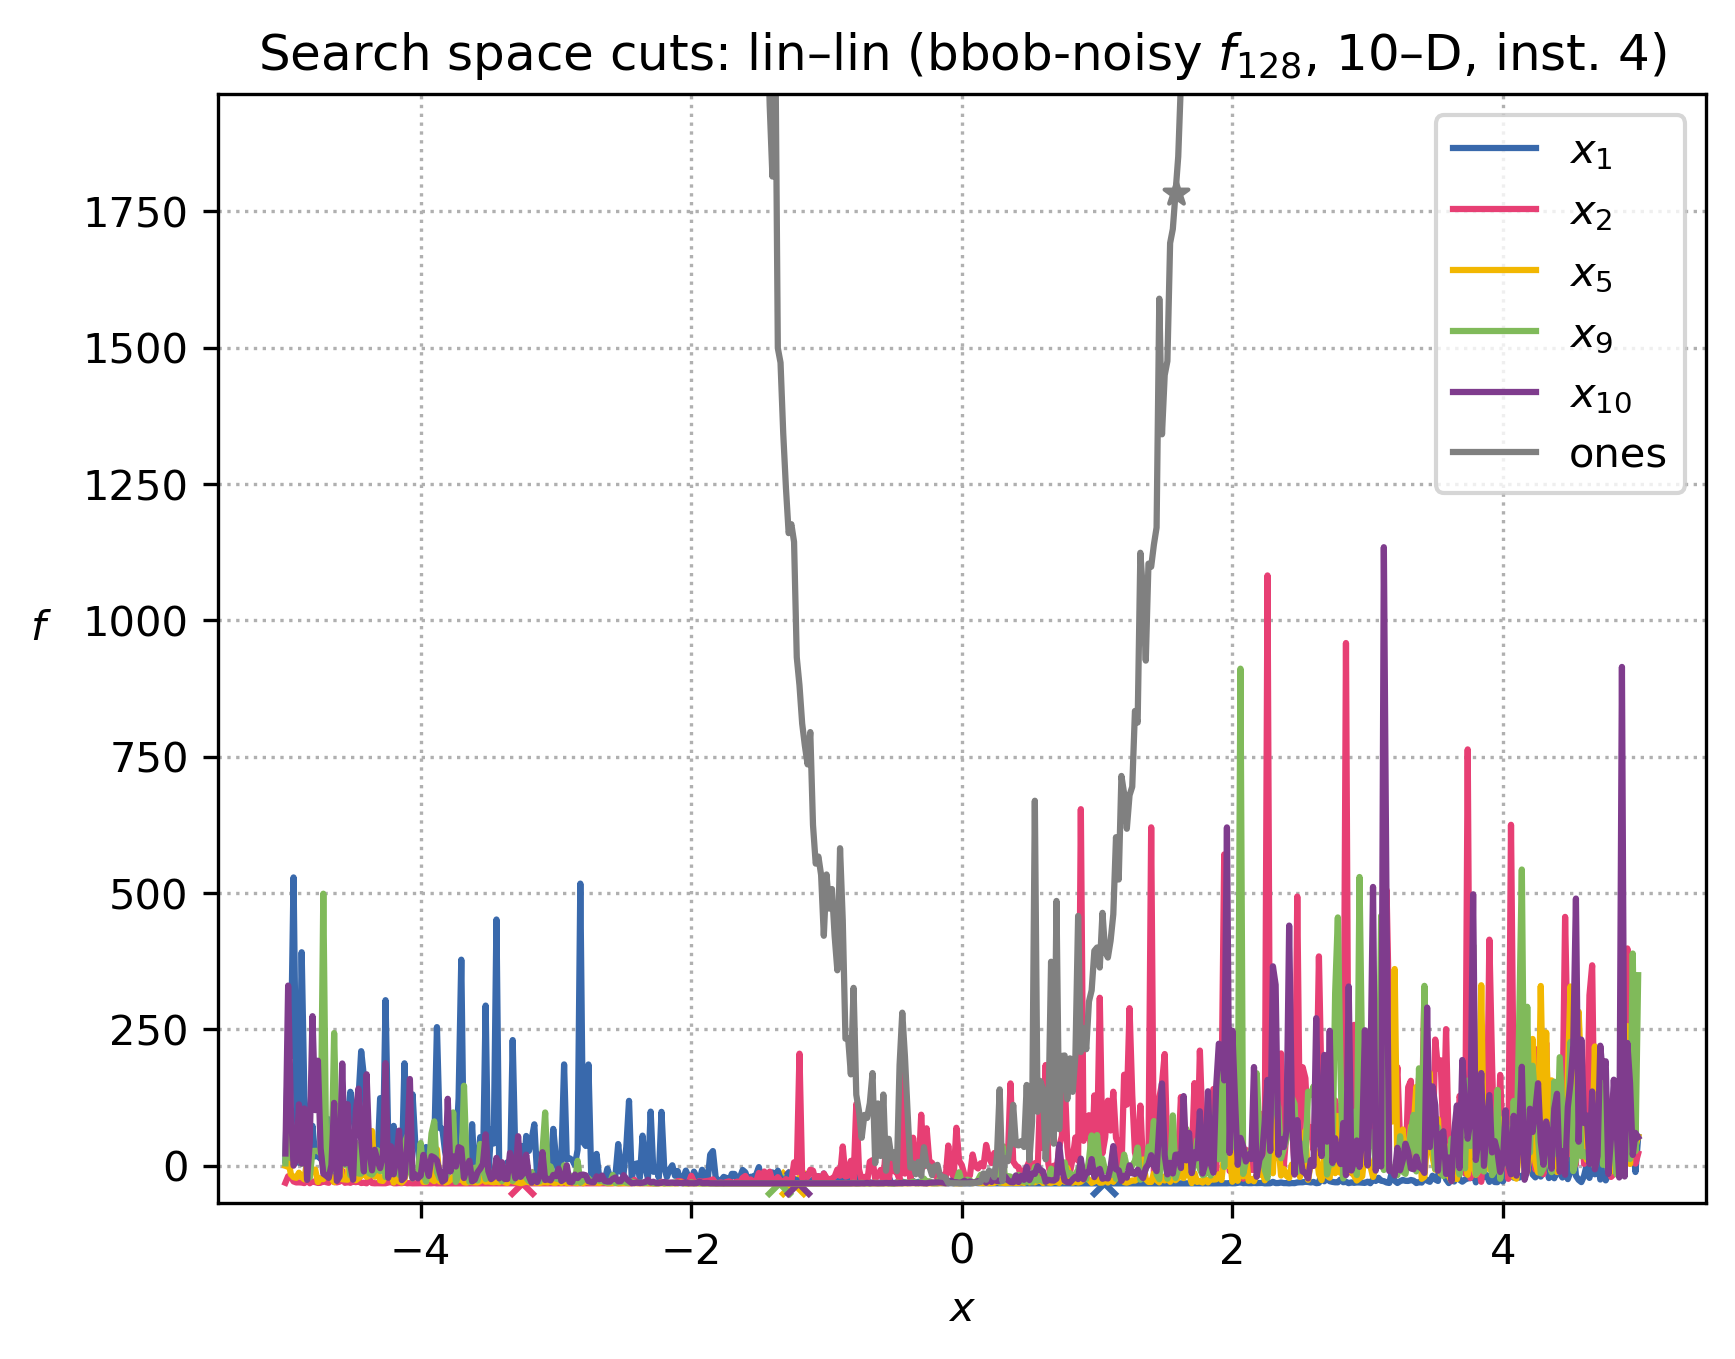 Search space cuts: lin–lin (bbob-noisy f₁₂₈, 10–D, inst. 4)
x₁
x₂
x₅
x₉
x₁₀
ones
1750
1500
1250
1000
750
500
250
0
f
−4
−2
0
2
4
x